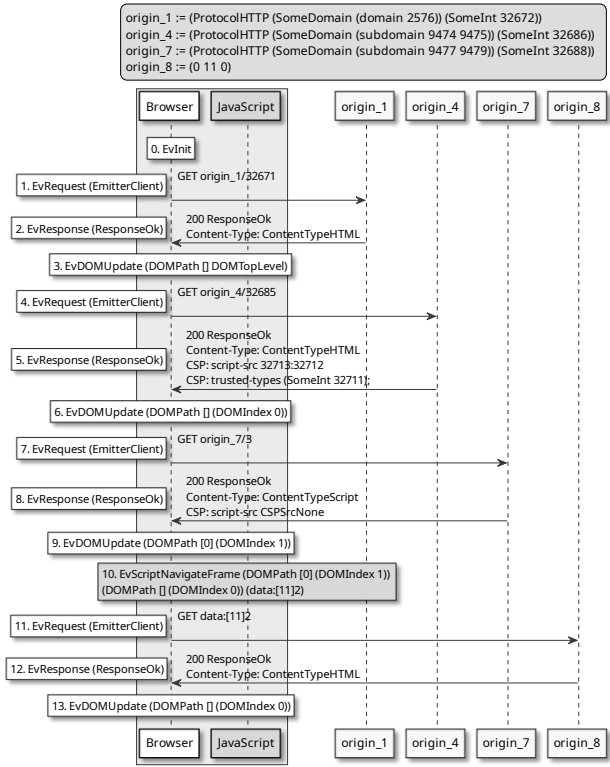 origin_1 := (ProtocolHTTP (SomeDomain (domain 2576)) (SomeInt 32672))
origin_4 := (ProtocolHTTP (SomeDomain (subdomain 9474 9475)) (SomeInt 32686))
origin_7 := (ProtocolHTTP (SomeDomain (subdomain 9477 9479)) (SomeInt 32688))
origin_8 := (0 11 0)
Browser JavaScript origin_1 origin_4 origin_7 origin_8
0. EvInit
GET origin_1/32671
1. EvRequest (EmitterClient)
200 ResponseOk
2. EvResponse (ResponseOk)
Content-Type: ContentTypeHTML
3. EvDOMUpdate (DOMPath [] DOMTopLevel)
GET origin_4/32685
4. EvRequest (EmitterClient)
200 ResponseOk
Content-Type: ContentTypeHTML
5. EvResponse (ResponseOk)
CSP: script-src 32713:32712
CSP: trusted-types (SomeInt 32711);
6. EvDOMUpdate (DOMPath [] (DOMIndex 0))
GET origin_7/3
7. EvRequest (EmitterClient)
200 ResponseOk
8. EvResponse (ResponseOk)
Content-Type: ContentTypeScript
CSP: script-src CSPSrcNone
9. EvDOMUpdate (DOMPath [0] (DOMIndex 1))
10. EvScriptNavigateFrame (DOMPath [0] (DOMIndex 1))
(DOMPath [] (DOMIndex 0)) (data:[11]2)
GET data:[11]2
11. EvRequest (EmitterClient)
200 ResponseOk
12. EvResponse (ResponseOk)
Content-Type: ContentTypeHTML
13. EvDOMUpdate (DOMPath [] (DOMIndex 0))
Browser JavaScript origin_1 origin_4 origin_7 origin_8